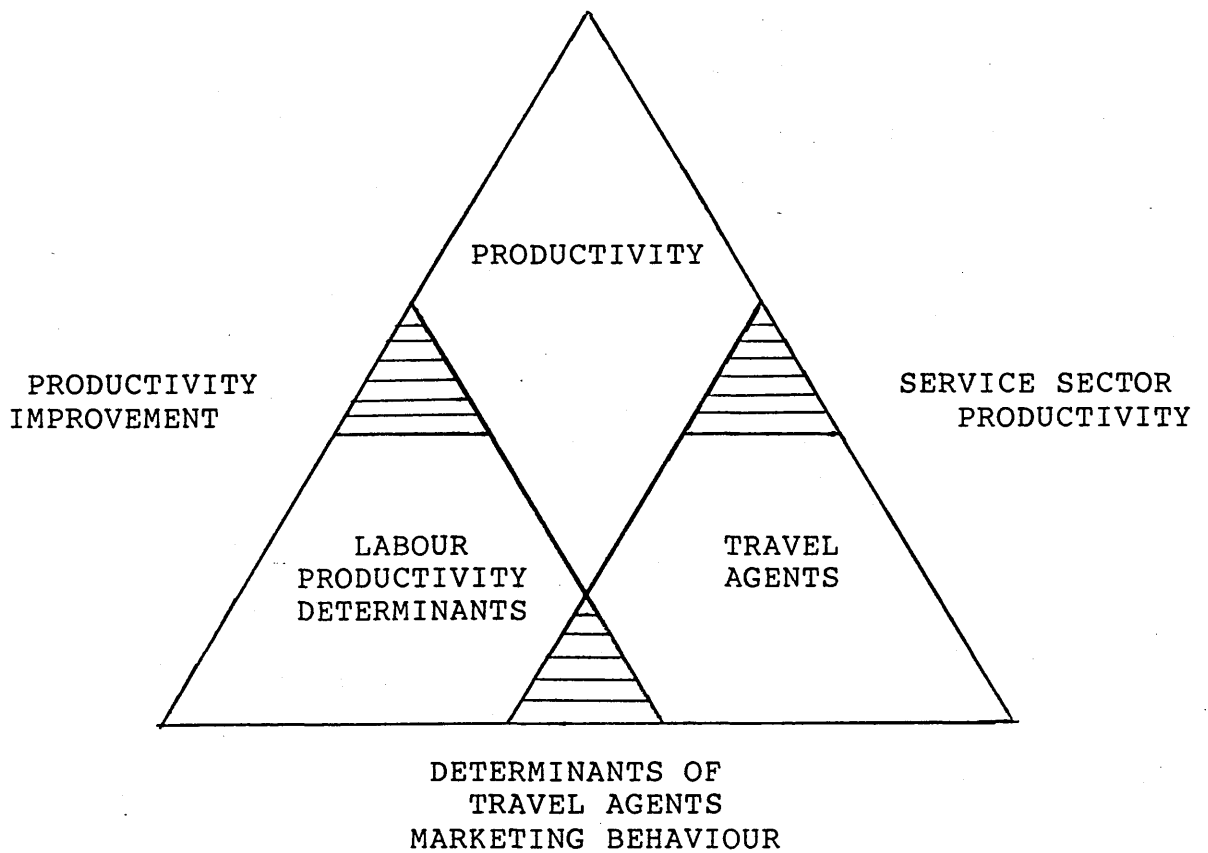 PRODUCTIVITY
PRODUCTIVITY
IMPROVEMENT
SERVICE SECTOR
PRODUCTIVITY
LABOUR
PRODUCTIVITY
DETERMINANTS
TRAVEL
AGENTS
DETERMINANTS OF
TRAVEL AGENTS
MARKETING BEHAVIOUR